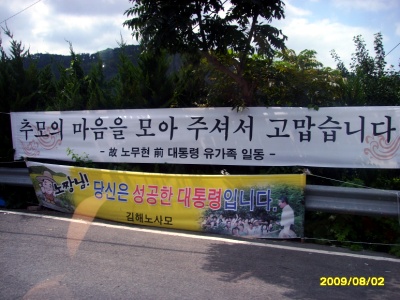 추모의 마음을 모아 주셔서 고맙습니다
- 故 노무현 前 대통령 유가족 일동 -
노짱님! 당신은 성공한 대통령입니다.
김해노사모
2009/08/02